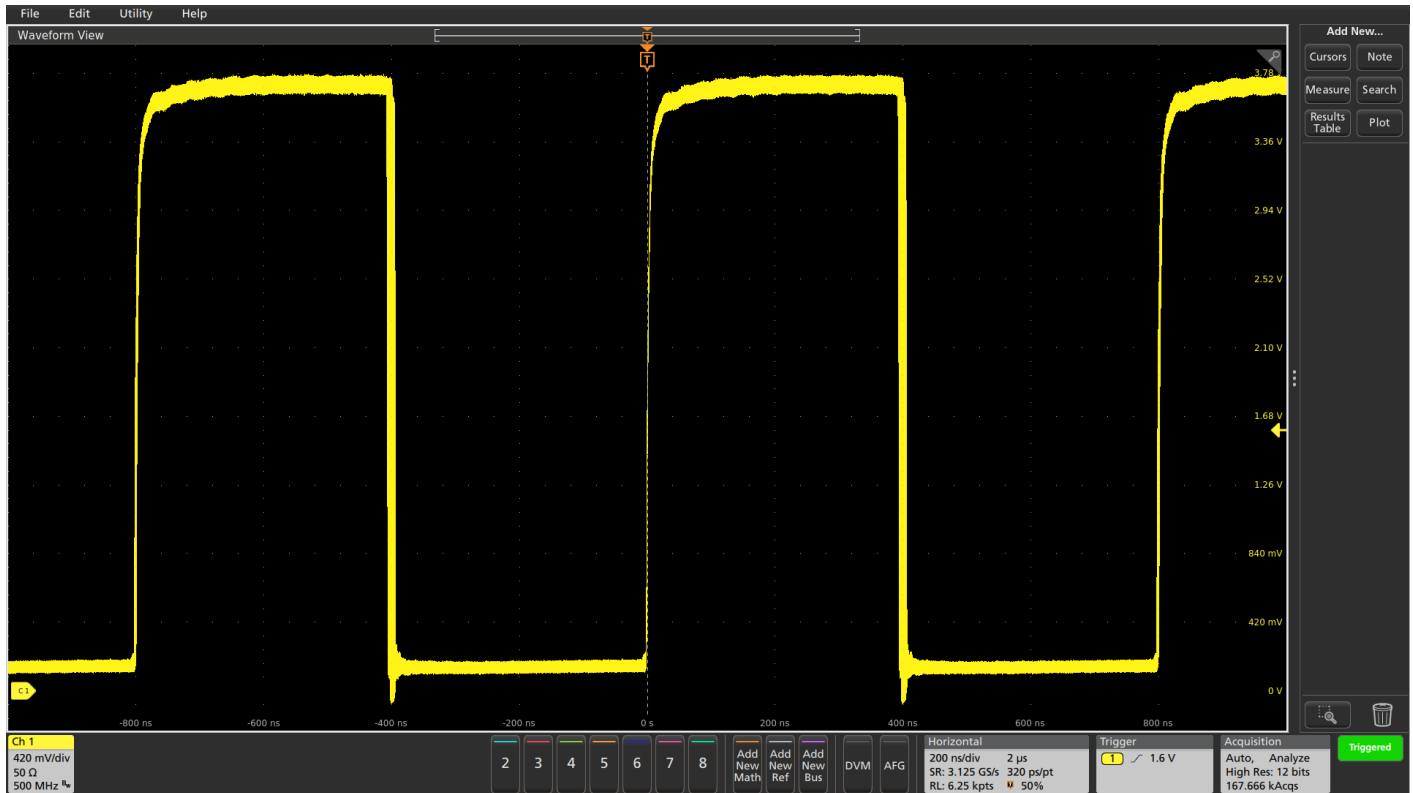 File Edit Utility Help
Waveform View
T
T
Add New...
Cursors Note
Measure Search
Results Table Plot
3.78
3.36 V
2.94 V
2.52 V
2.10 V
1.68 V
1.26 V
840 mV
420 mV
0 V
C1
-800 ns -600 ns -400 ns -200 ns 0 s 200 ns 400 ns 600 ns 800 ns
Ch 1
420 mV/div
50 Ω
500 MHz Bw
2 3 4 5 6 7 8
Add New Math
Add New Ref
Add New Bus
DVM AFG
Horizontal
200 ns/div 2 µs
SR: 3.125 GS/s 320 ps/pt
RL: 6.25 kpts 50%
Trigger
1 1.6 V
Acquisition
Auto, Analyze
High Res: 12 bits
167.666 kAcqs
Triggered